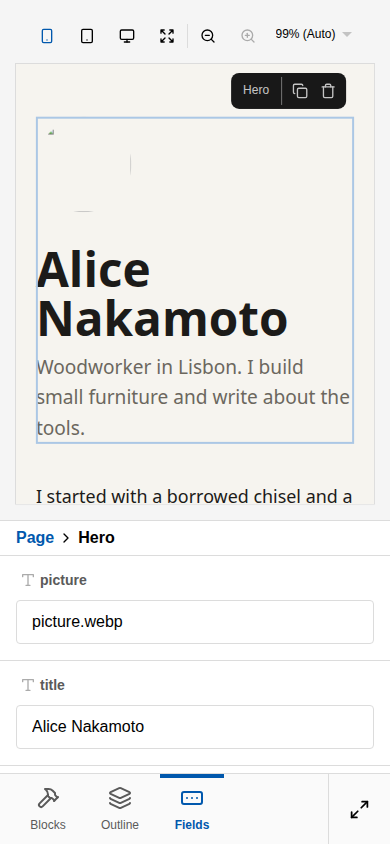 99% (Auto)
Hero
Alice
Nakamoto
Woodworker in Lisbon. I build
small furniture and write about the
tools.
I started with a borrowed chisel and a
Page > Hero
picture
picture.webp
title
Alice Nakamoto
Blocks
Outline
Fields